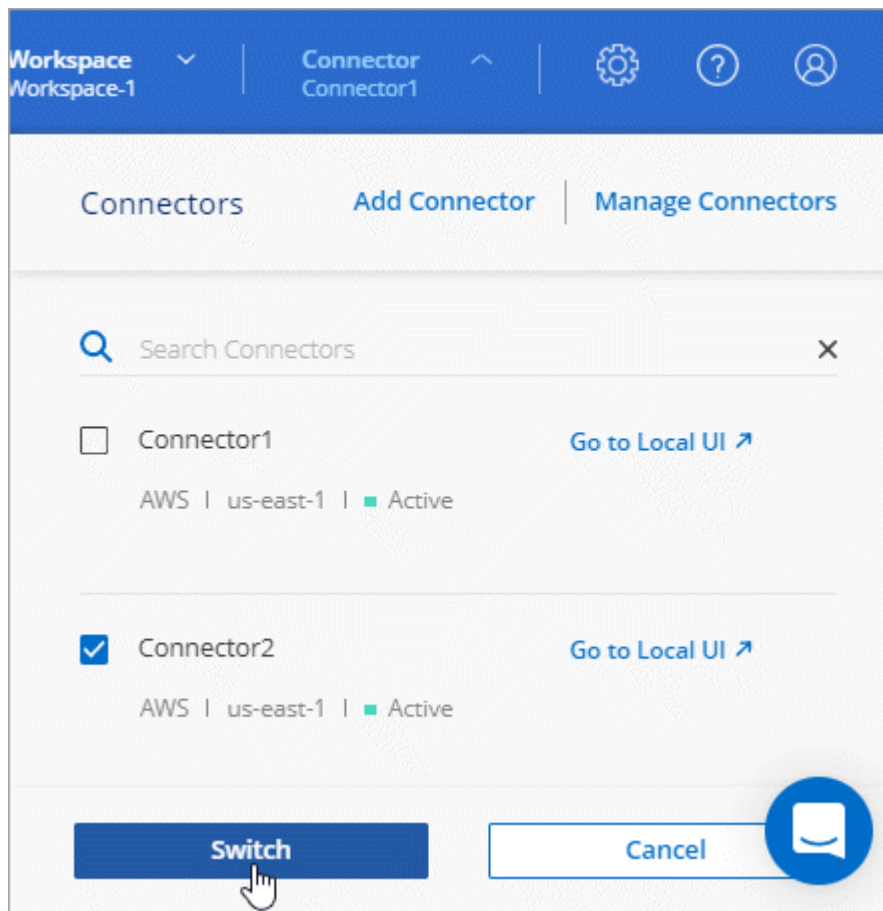 Workspace
Workspace-1
Connector
Connector1
Connectors
Add Connector
Manage Connectors
Search Connectors
Connector1
Go to Local UI
AWS | us-east-1 | Active
Connector2
Go to Local UI
AWS | us-east-1 | Active
Switch
Cancel